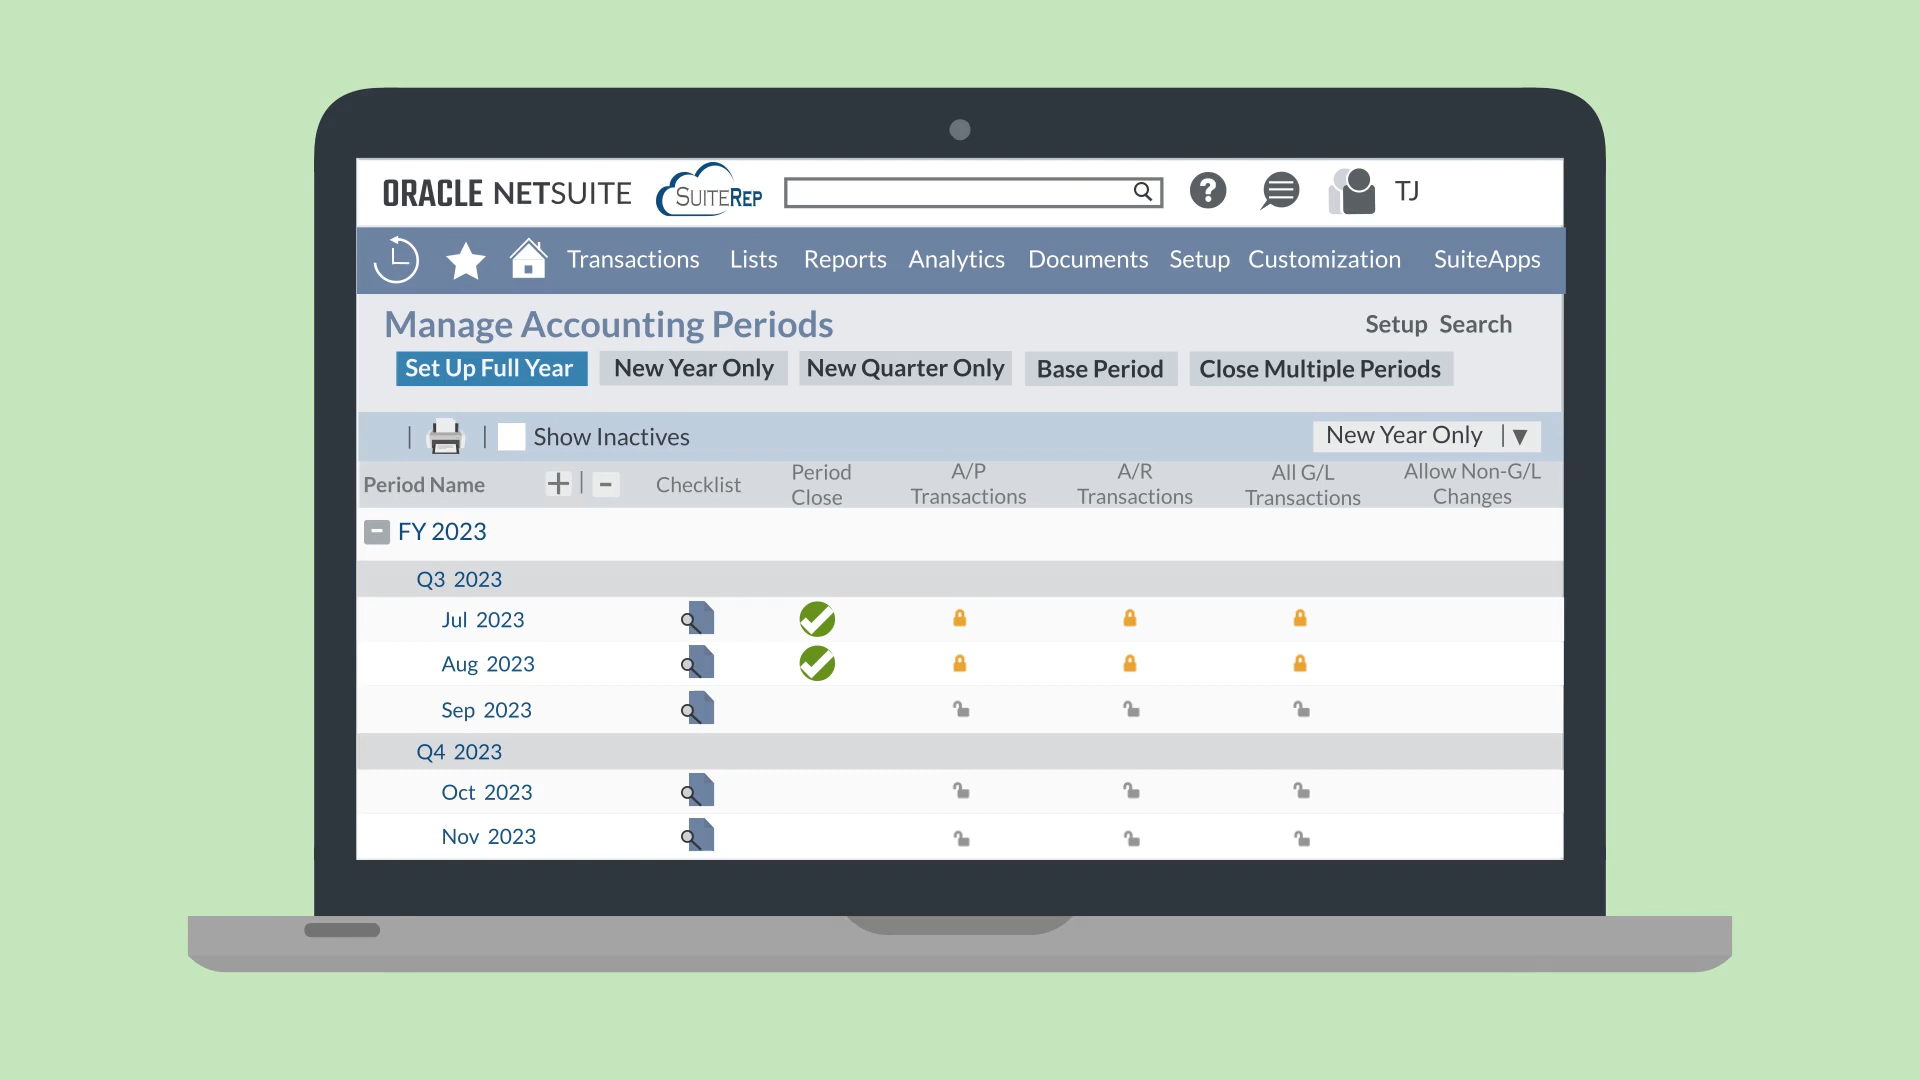 ORACLE NETSUITE SUITEREP TJ
Transactions Lists Reports Analytics Documents Setup Customization SuiteApps
Manage Accounting Periods Setup Search
Set Up Full Year New Year Only New Quarter Only Base Period Close Multiple Periods
Show Inactives New Year Only
Period Name Checklist Period Close A/P Transactions A/R Transactions All G/L Transactions Allow Non-G/L Changes
FY 2023
Q3 2023
Jul 2023
Aug 2023
Sep 2023
Q4 2023
Oct 2023
Nov 2023